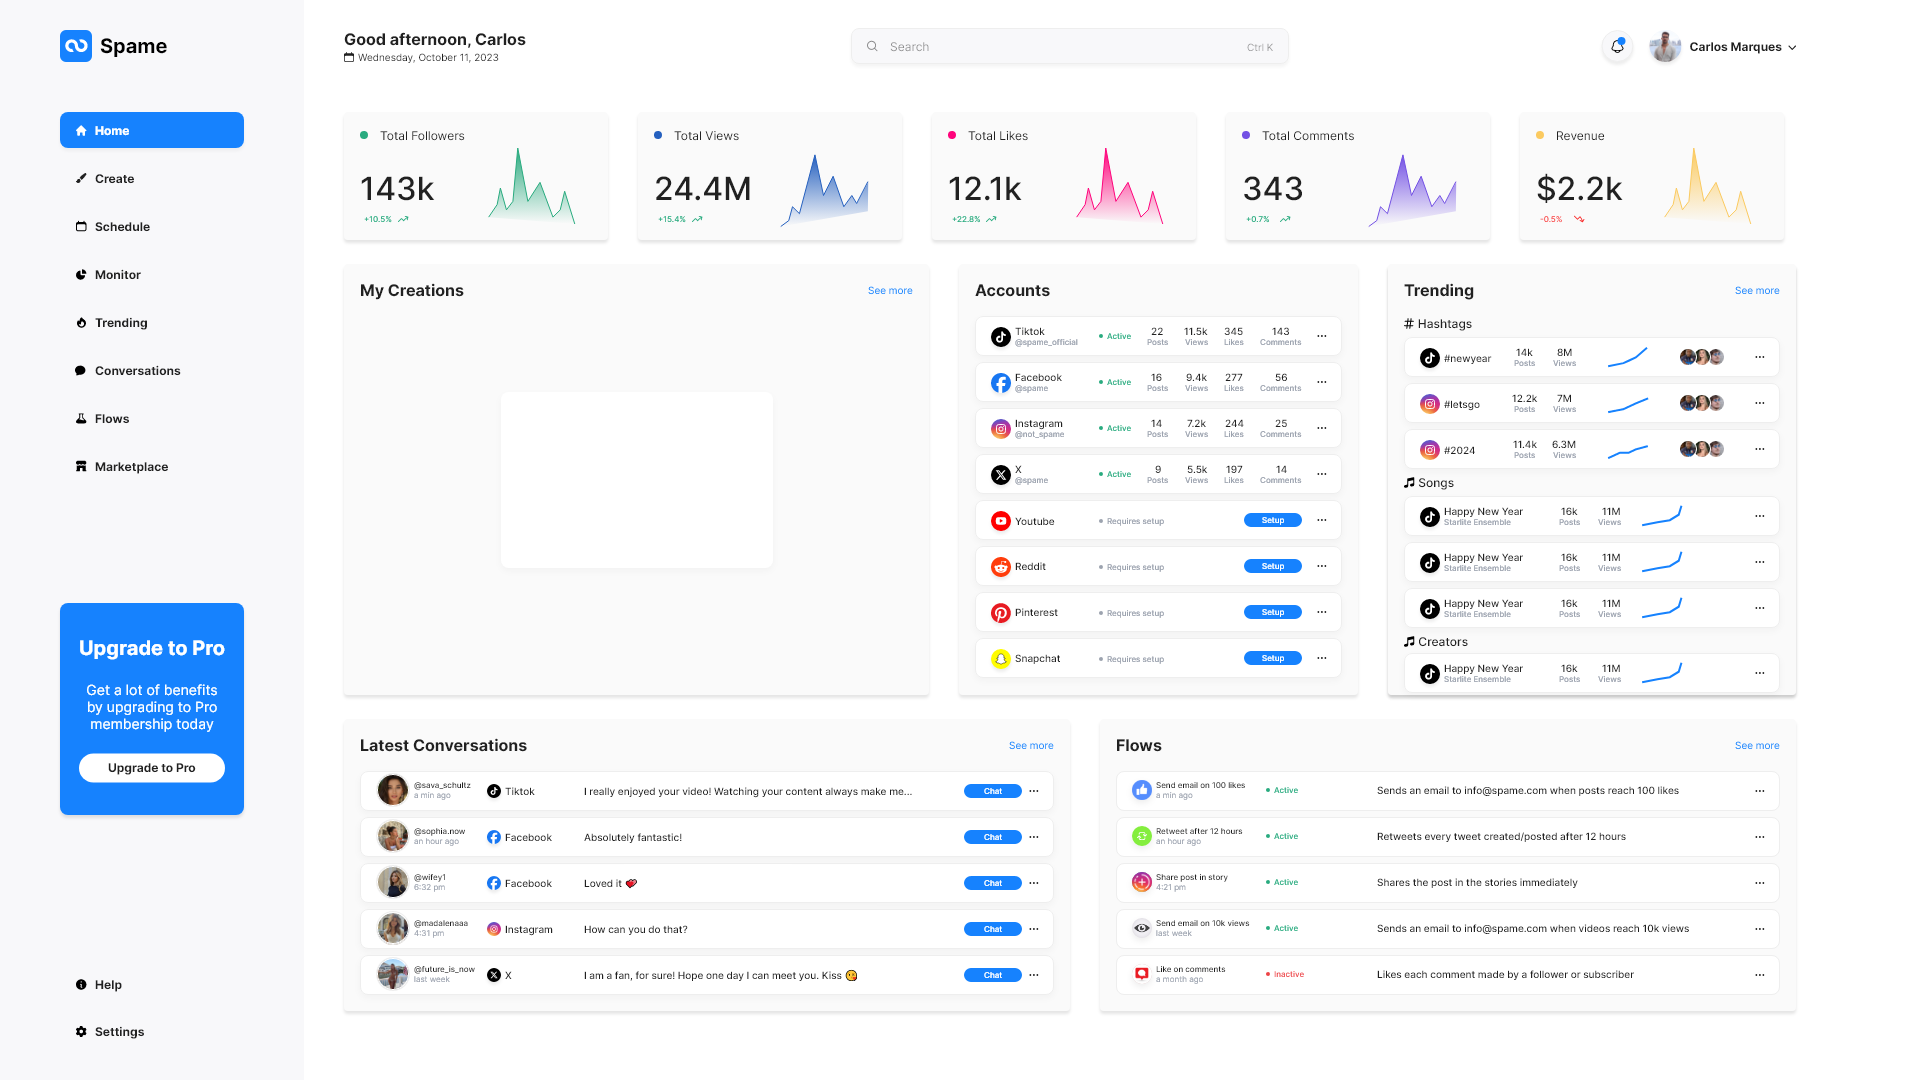 Spame
Good afternoon, Carlos
Wednesday, October 11, 2023
Search
Ctrl K
Carlos Marques
Home
Create
Schedule
Monitor
Trending
Conversations
Flows
Marketplace
Upgrade to Pro
Get a lot of benefits
by upgrading to Pro
membership today
Upgrade to Pro
Help
Settings
Total Followers
143k
+10.5%
Total Views
24.4M
+15.4%
Total Likes
12.1k
+22.8%
Total Comments
343
+0.7%
Revenue
$2.2k
-0.5%
My Creations
See more
Accounts
Tiktok Active 22 11.5k 345 143
@spame_official Posts Views Likes Comments
Facebook Active 16 9.4k 277 56
@spame Posts Views Likes Comments
Instagram Active 14 7.2k 244 25
@not_spame Posts Views Likes Comments
X Active 9 5.5k 197 14
@spame Posts Views Likes Comments
Youtube Requires setup Setup
Reddit Requires setup Setup
Pinterest Requires setup Setup
Snapchat Requires setup Setup
Trending
See more
# Hashtags
#newyear 14k 8M
Posts Views
#letsgo 12.2k 7M
Posts Views
#2024 11.4k 6.3M
Posts Views
Songs
Happy New Year 16k 11M
Starlite Ensemble Posts Views
Happy New Year 16k 11M
Starlite Ensemble Posts Views
Happy New Year 16k 11M
Starlite Ensemble Posts Views
Creators
Happy New Year 16k 11M
Starlite Ensemble Posts Views
Latest Conversations
See more
@sava_schultz
a min ago
Tiktok
I really enjoyed your video! Watching your content always make me...
Chat
@sophia.now
an hour ago
Facebook
Absolutely fantastic!
Chat
@wifey1
6:32 pm
Facebook
Loved it 💕
Chat
@madalenaaa
4:31 pm
Instagram
How can you do that?
Chat
@future_is_now
last week
X
I am a fan, for sure! Hope one day I can meet you. Kiss 😘
Chat
Flows
See more
Send email on 100 likes
a min ago
Active
Sends an email to info@spame.com when posts reach 100 likes
Retweet after 12 hours
an hour ago
Active
Retweets every tweet created/posted after 12 hours
Share post in story
4:21 pm
Active
Shares the post in the stories immediately
Send email on 10k views
last week
Active
Sends an email to info@spame.com when videos reach 10k views
Like on comments
a month ago
Inactive
Likes each comment made by a follower or subscriber